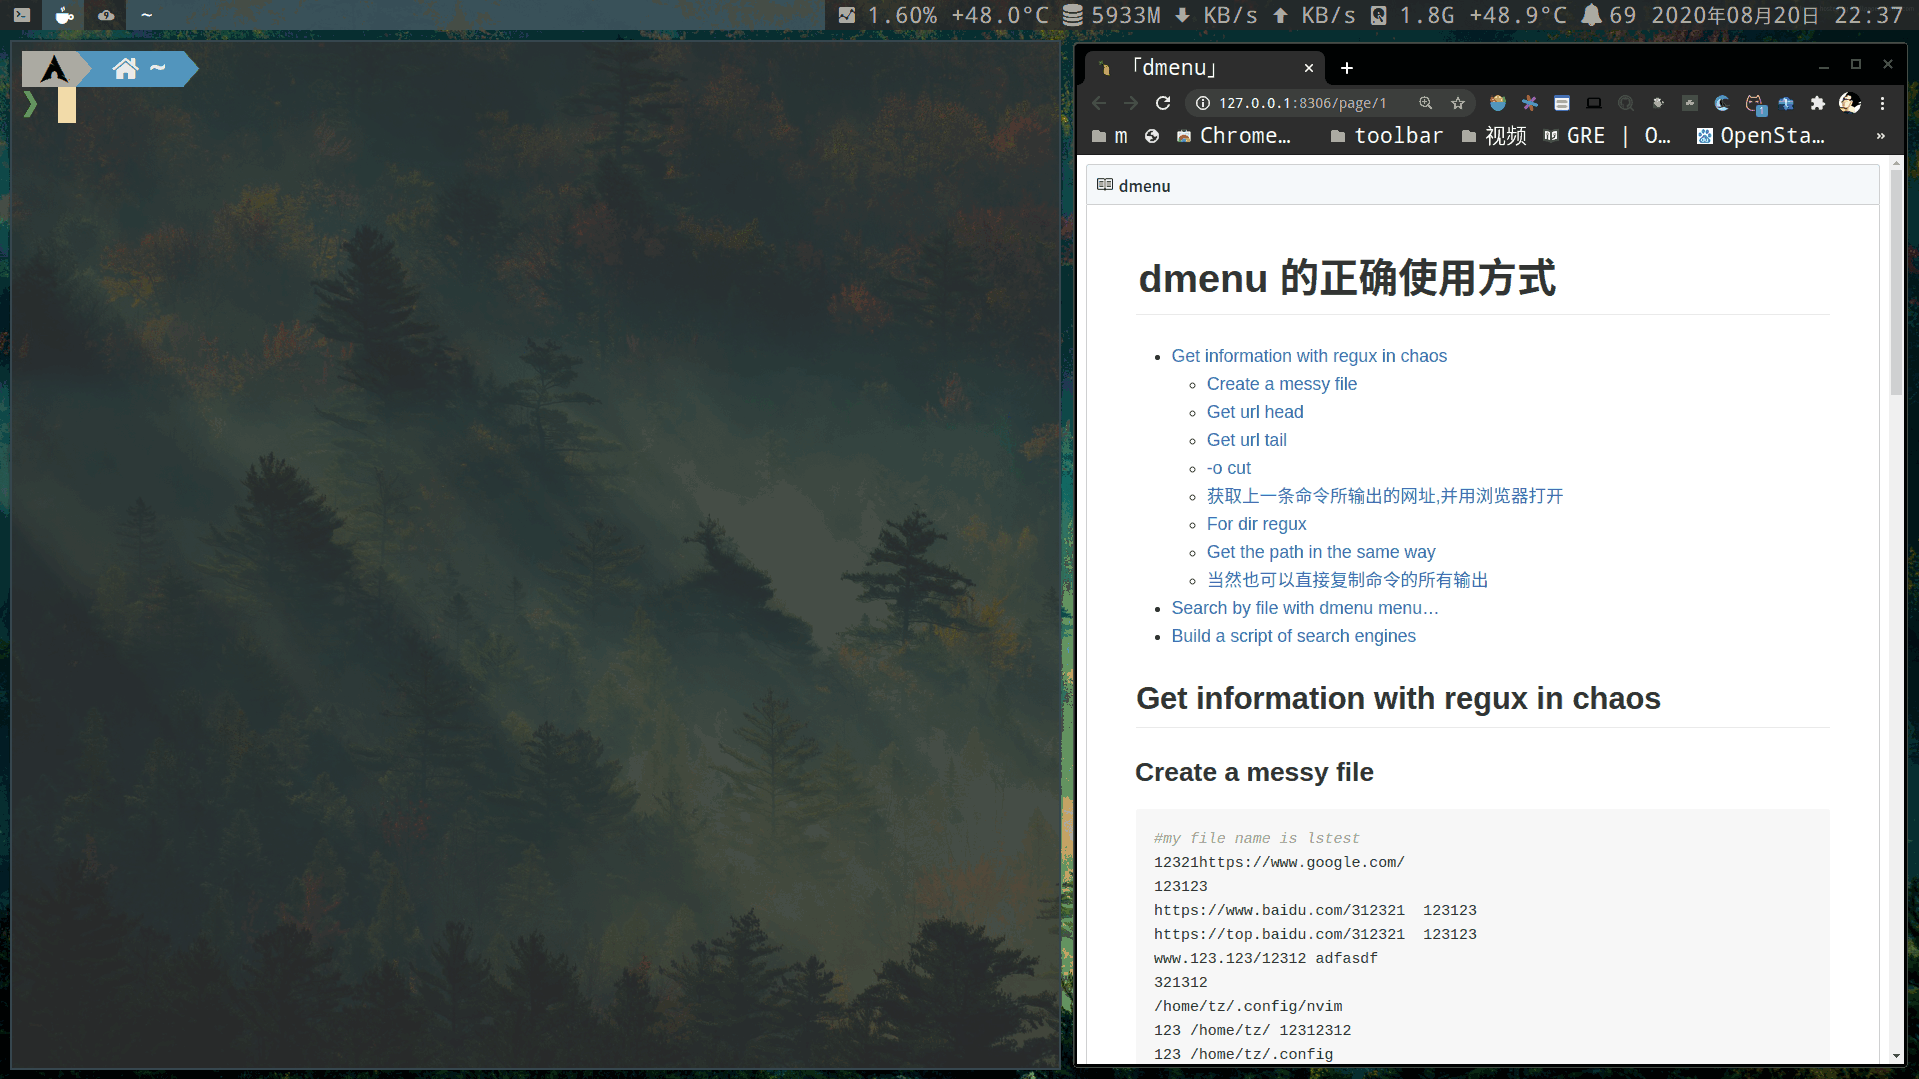 ~ 1.60% +48.0°C 5933M KB/s KB/s 1.8G +48.9°C 69 2020年08月20日 22:37
~
❯
「dmenu」
127.0.0.1:8306/page/1
m Chrome… toolbar 视频 GRE | O… OpenSta… »
dmenu
dmenu 的正确使用方式
Get information with regux in chaos
Create a messy file
Get url head
Get url tail
-o cut
获取上一条命令所输出的网址,并用浏览器打开
For dir regux
Get the path in the same way
当然也可以直接复制命令的所有输出
Search by file with dmenu menu…
Build a script of search engines
Get information with regux in chaos
Create a messy file
#my file name is lstest
12321https://www.google.com/
123123
https://www.baidu.com/312321  123123
https://top.baidu.com/312321  123123
www.123.123/12312 adfasdf
321312
/home/tz/.config/nvim
123 /home/tz/ 12312312
123 /home/tz/.config